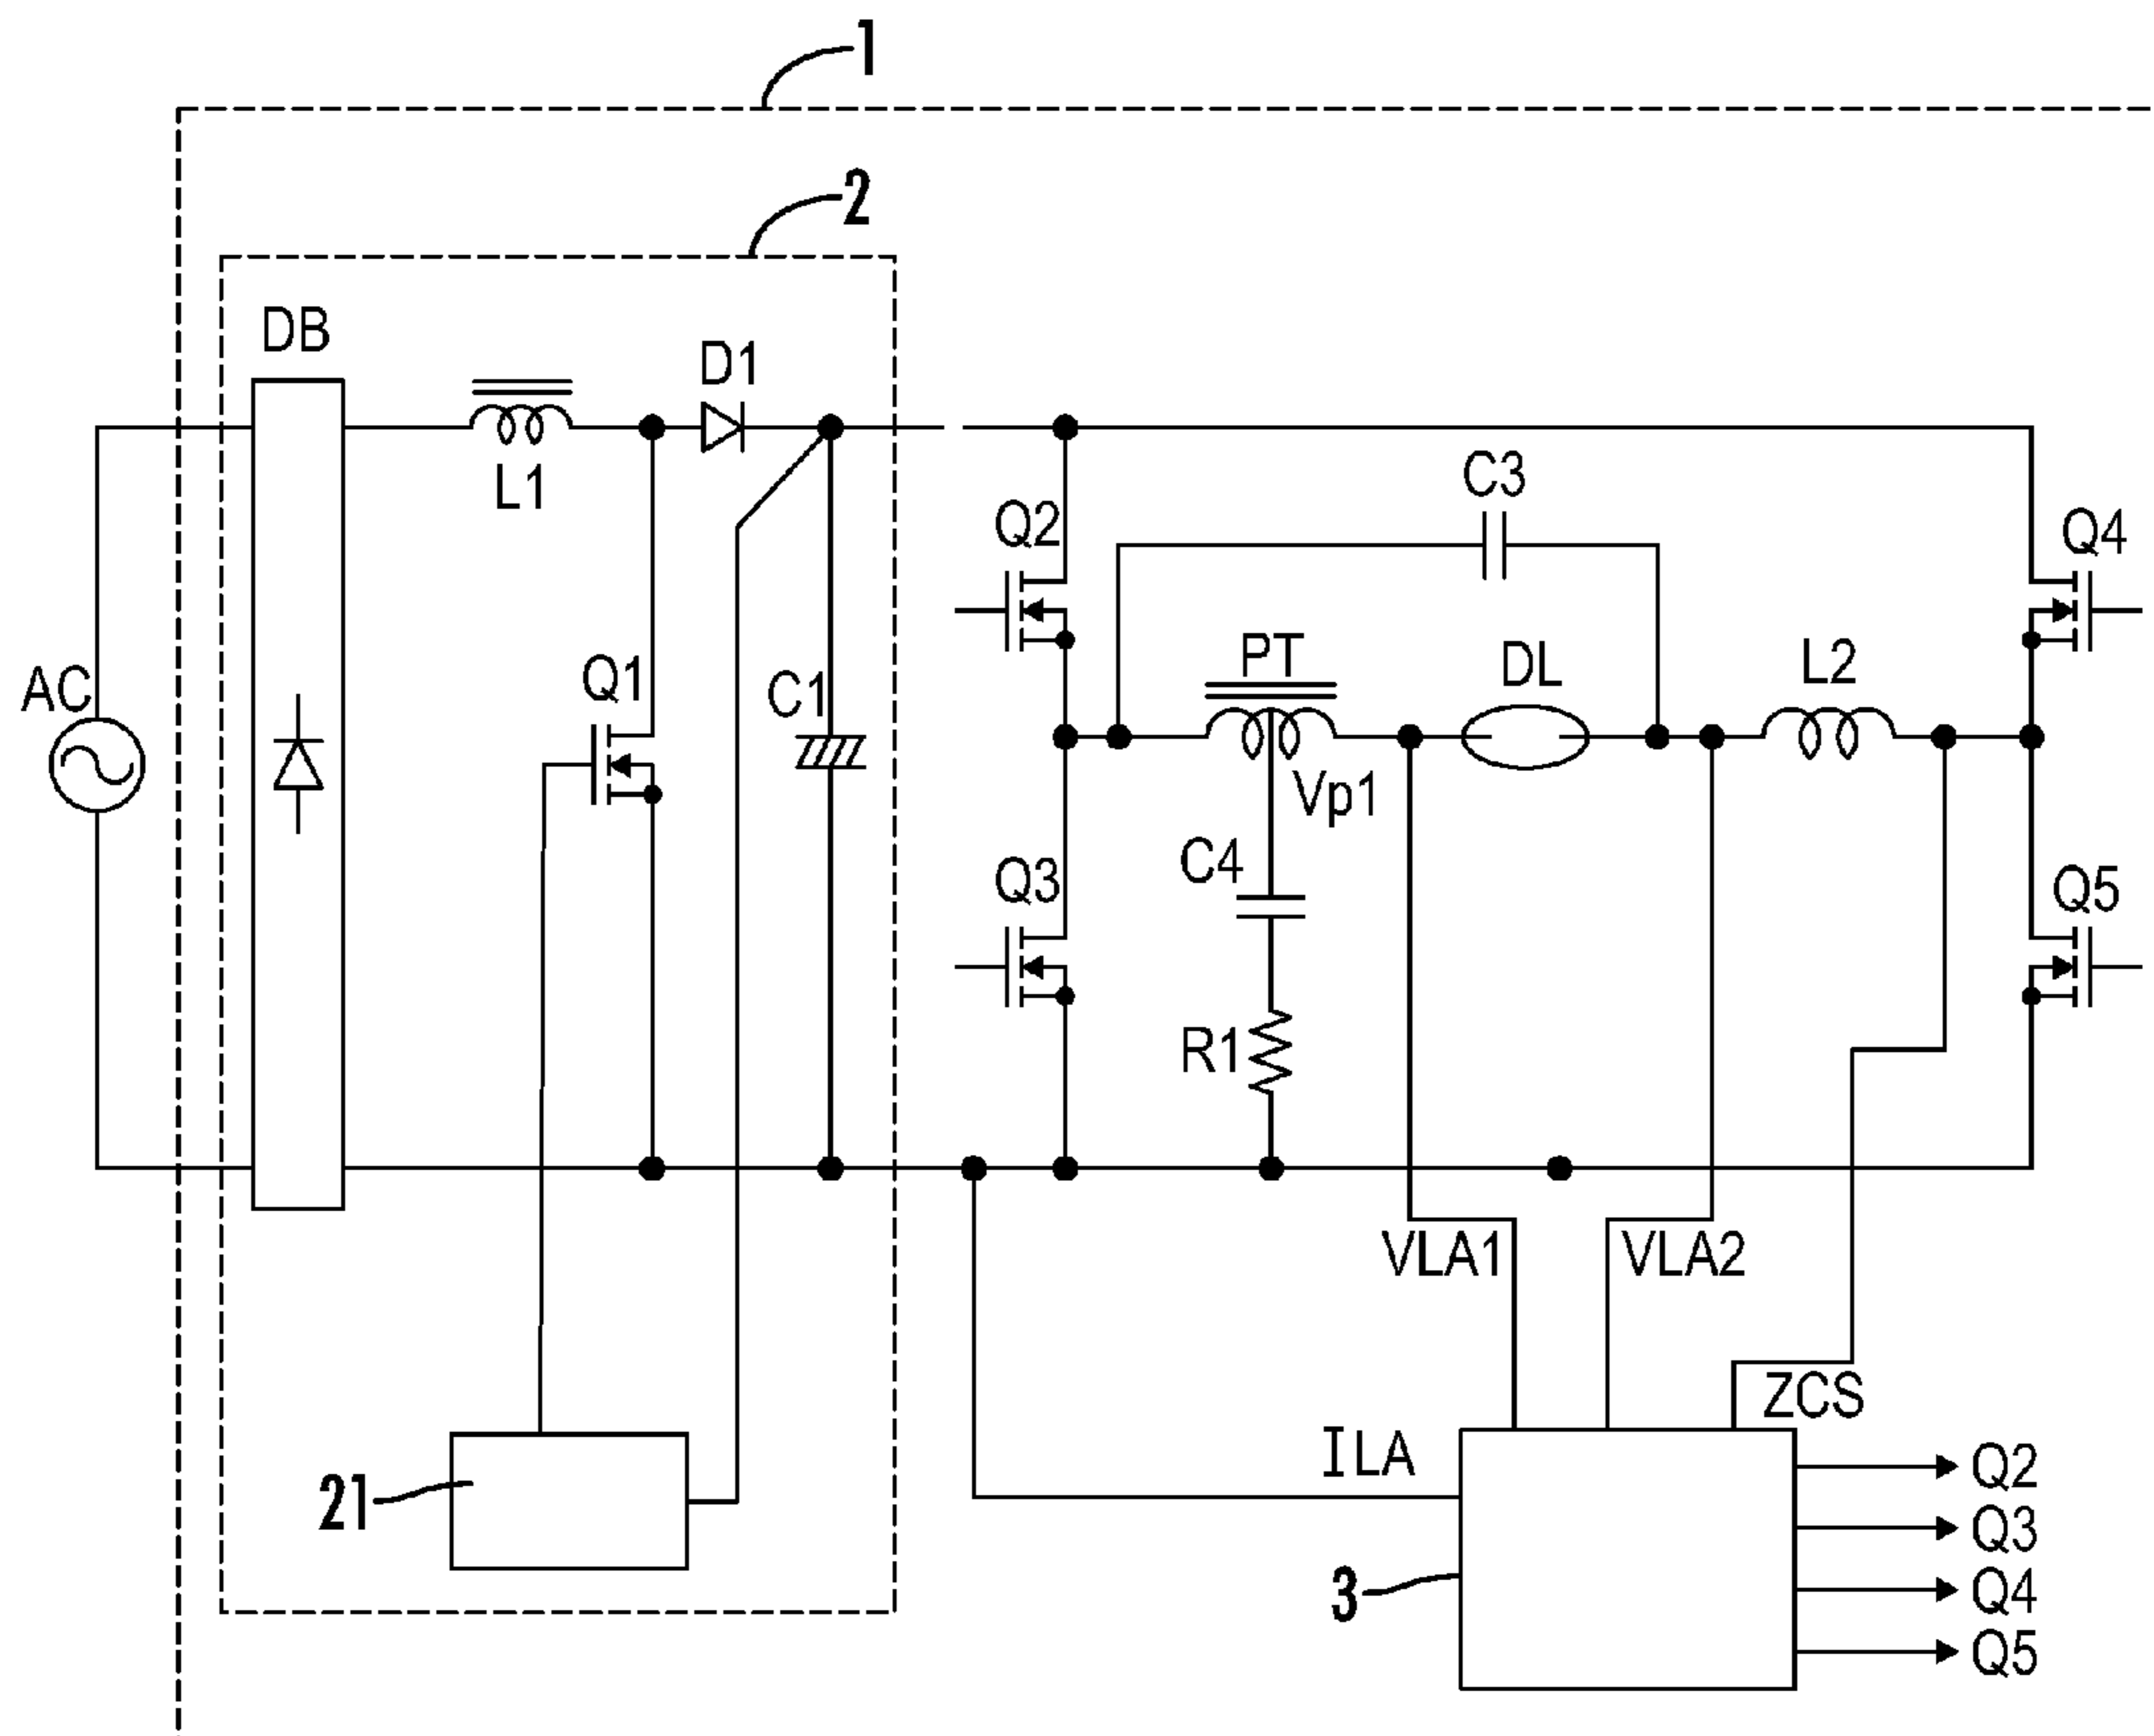 1
2
DB
D1
L1
C3
Q2
Q4
AC
Q1
C1
PT
DL
L2
Vp1
C4
Q3
Q5
R1
VLA1
VLA2
ZCS
ILA
21
3
Q2
Q3
Q4
Q5